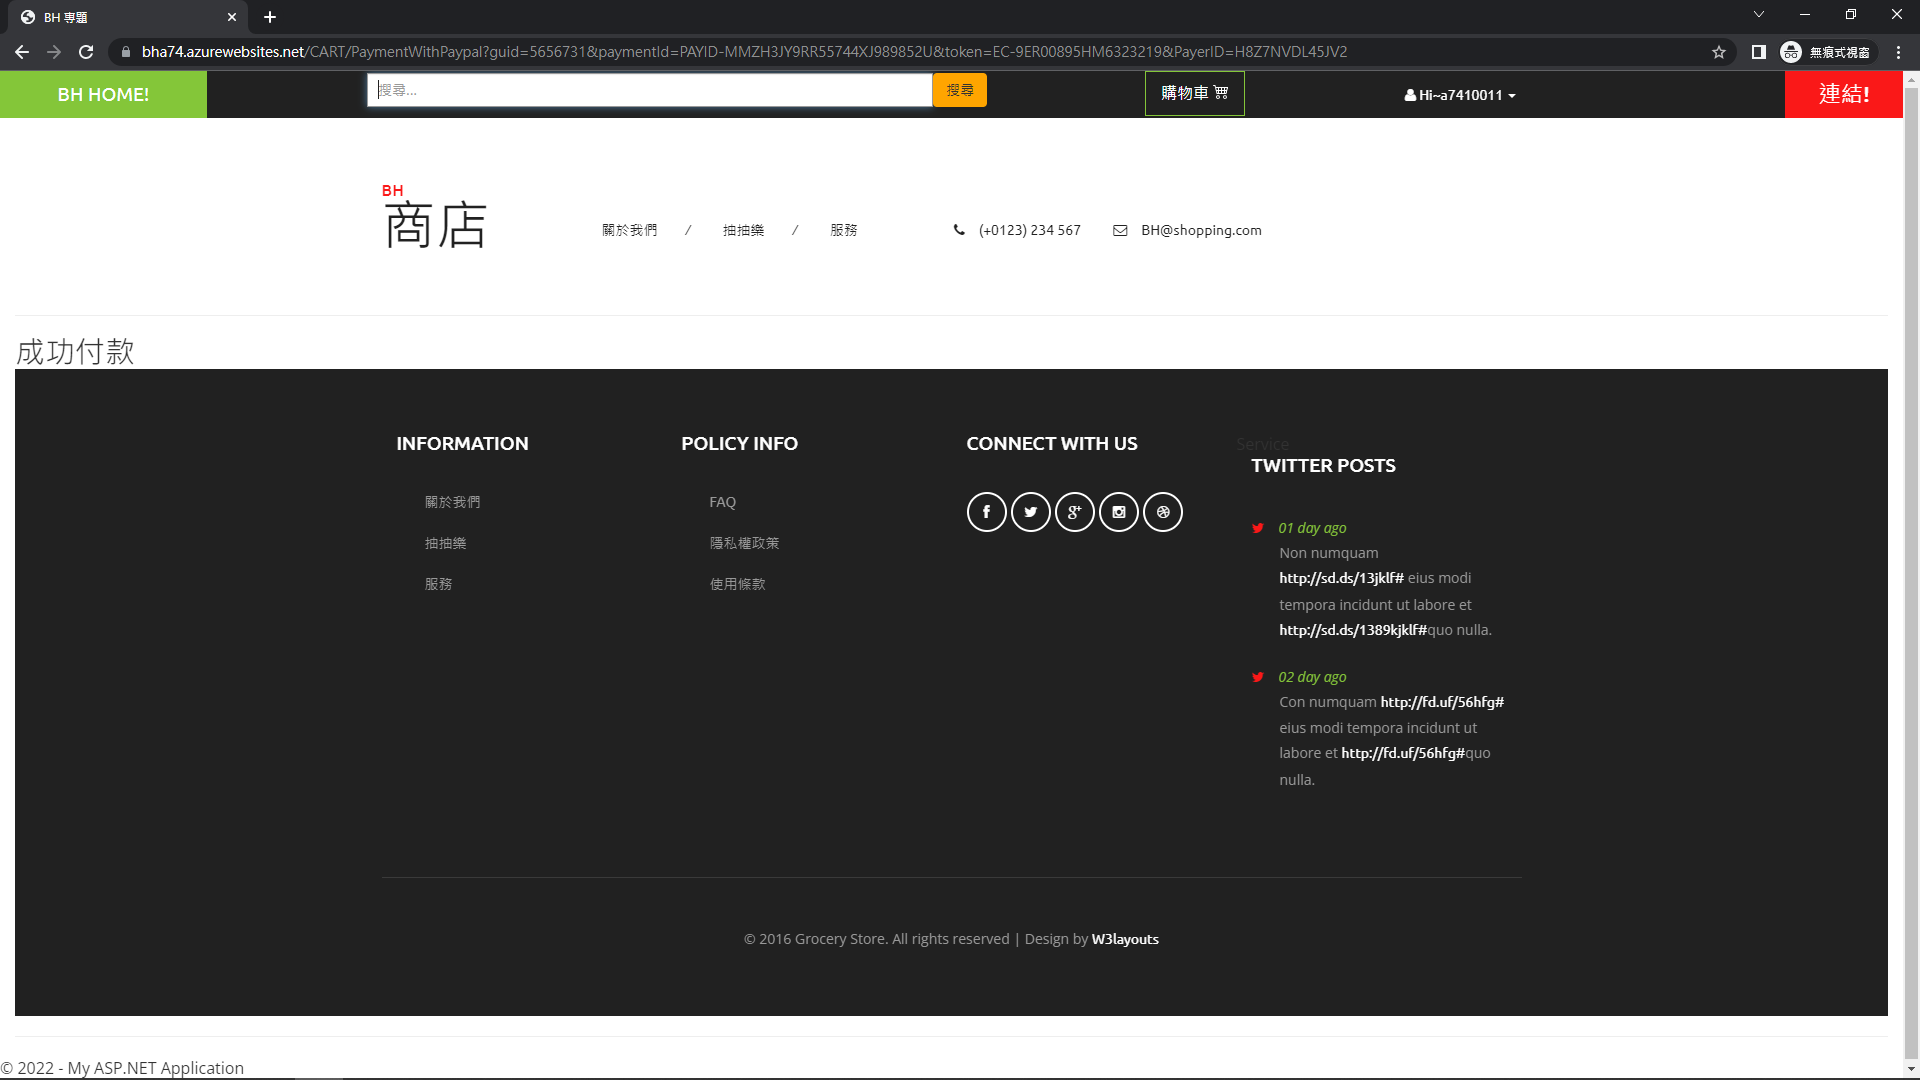 BH 專題
bha74.azurewebsites.net/CART/PaymentWithPaypal?guid=5656731&paymentId=PAYID-MMZH3JY9RR55744XJ989852U&token=EC-9ER00895HM6323219&PayerID=H8Z7NVDL45JV2
無痕式視窗
BH HOME!
搜尋...
搜尋
購物車
Hi~a7410011
連結!
BH
商店
關於我們 / 抽抽樂 / 服務
(+0123) 234 567
BH@shopping.com
成功付款
INFORMATION
關於我們
抽抽樂
服務
POLICY INFO
FAQ
隱私權政策
使用條款
CONNECT WITH US
Service
TWITTER POSTS
01 day ago
Non numquam
http://sd.ds/13jklf# eius modi
tempora incidunt ut labore et
http://sd.ds/1389kjklf#quo nulla.
02 day ago
Con numquam http://fd.uf/56hfg#
eius modi tempora incidunt ut
labore et http://fd.uf/56hfg#quo
nulla.
© 2016 Grocery Store. All rights reserved | Design by W3layouts
© 2022 - My ASP.NET Application